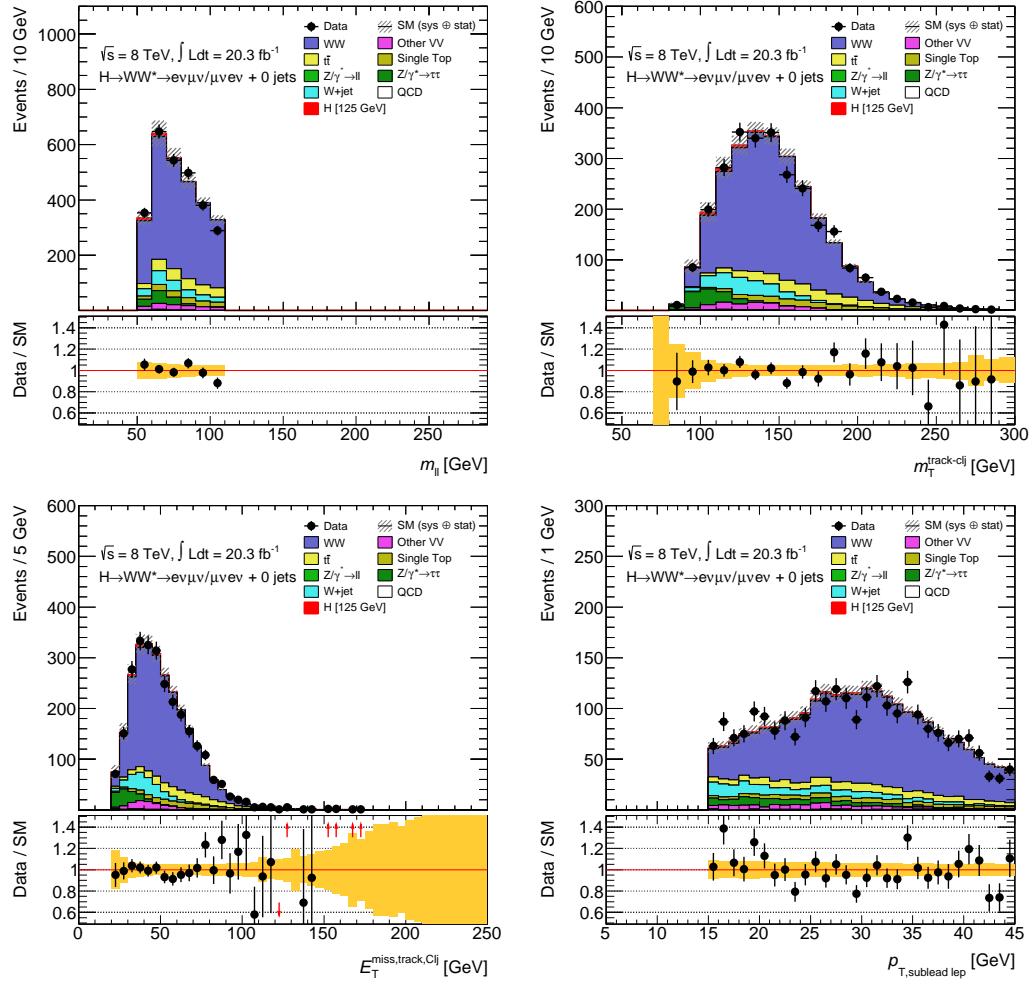 Events / 10 GeV
1000
800
600
400
200
√s = 8 TeV, ∫ Ldt = 20.3 fb⁻¹
H→WW*→eνμν/μνeν + 0 jets
Data
SM (sys ⊕ stat)
WW
Other VV
tt̄
Single Top
Z/γ*→ll
Z/γ*→ττ
W+jet
QCD
H [125 GeV]
Data / SM
1.4
1.2
1
0.8
0.6
50 100 150 200 250
m_ll [GeV]
Events / 10 GeV
600
500
400
300
200
100
0
√s = 8 TeV, ∫ Ldt = 20.3 fb⁻¹
H→WW*→eνμν/μνeν + 0 jets
Data
SM (sys ⊕ stat)
WW
Other VV
tt̄
Single Top
Z/γ*→ll
Z/γ*→ττ
W+jet
QCD
H [125 GeV]
Data / SM
1.4
1.2
1
0.8
0.6
50 100 150 200 250 300
m_T^track-clj [GeV]
Events / 5 GeV
600
500
400
300
200
100
0
√s = 8 TeV, ∫ Ldt = 20.3 fb⁻¹
H→WW*→eνμν/μνeν + 0 jets
Data
SM (sys ⊕ stat)
WW
Other VV
tt̄
Single Top
Z/γ*→ll
Z/γ*→ττ
W+jet
QCD
H [125 GeV]
Data / SM
1.4
1.2
1
0.8
0.6
0 50 100 150 200 250
E_T^miss,track,Clj [GeV]
Events / 1 GeV
300
250
200
150
100
50
√s = 8 TeV, ∫ Ldt = 20.3 fb⁻¹
H→WW*→eνμν/μνeν + 0 jets
Data
SM (sys ⊕ stat)
WW
Other VV
tt̄
Single Top
Z/γ*→ll
Z/γ*→ττ
W+jet
QCD
H [125 GeV]
Data / SM
1.4
1.2
1
0.8
0.6
5 10 15 20 25 30 35 40 45
p_T,sublead lep [GeV]